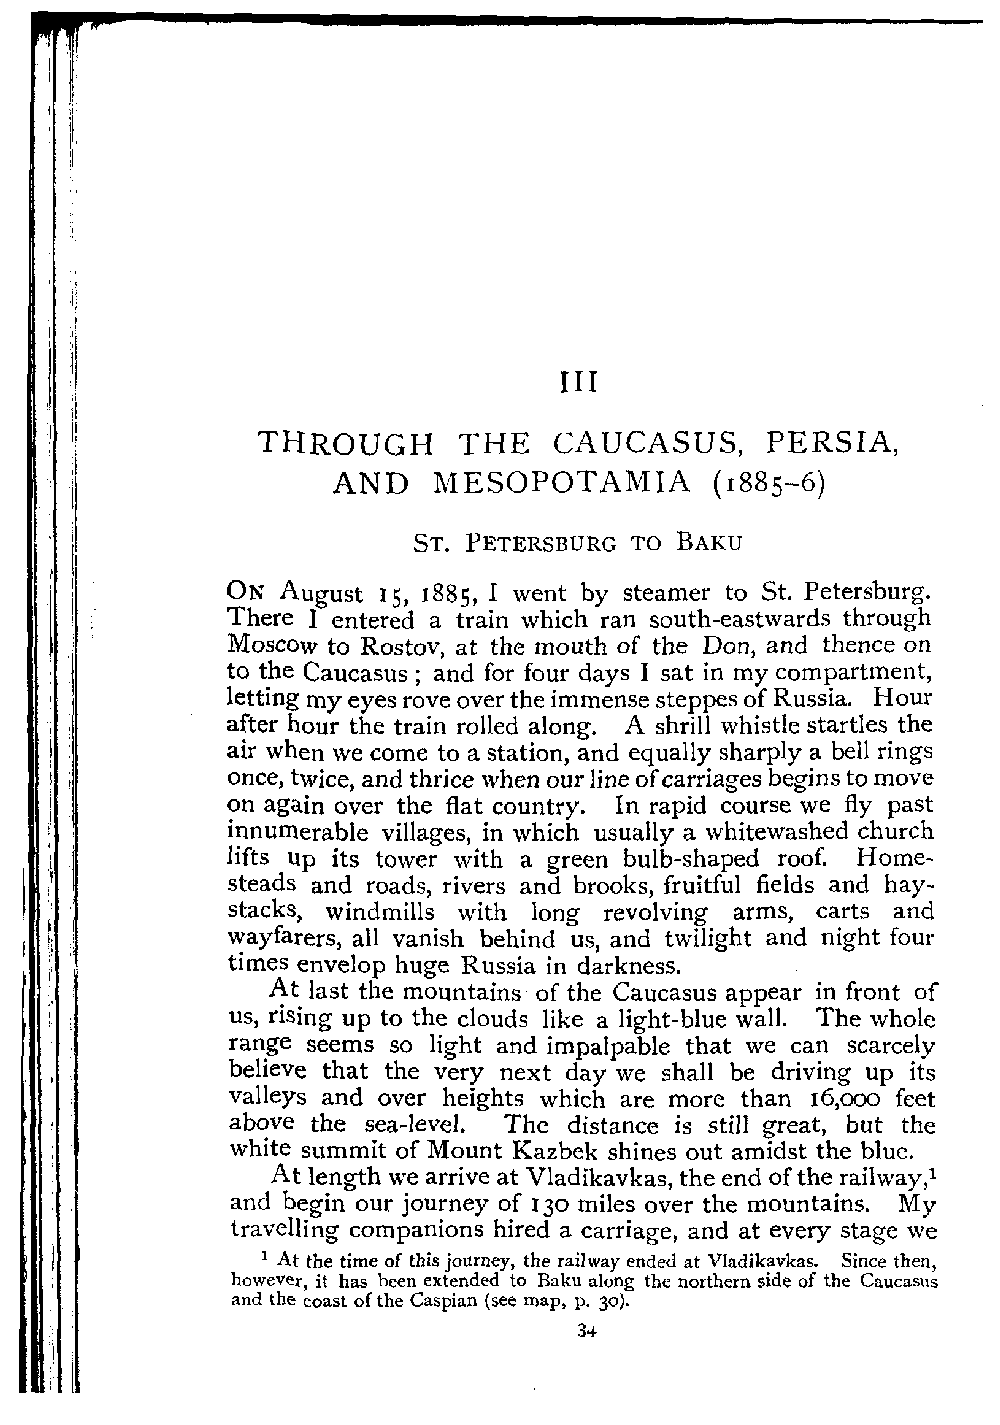 III
THROUGH THE CAUCASUS, PERSIA,
AND MESOPOTAMIA (1885–6)
ST. PETERSBURG TO BAKU
ON August 15, 1885, I went by steamer to St. Petersburg.
There I entered a train which ran south-eastwards through
Moscow to Rostov, at the mouth of the Don, and thence on
to the Caucasus ; and for four days I sat in my compartment,
letting my eyes rove over the immense steppes of Russia. Hour
after hour the train rolled along. A shrill whistle startles the
air when we come to a station, and equally sharply a bell rings
once, twice, and thrice when our line of carriages begins to move
on again over the flat country. In rapid course we fly past
innumerable villages, in which usually a whitewashed church
lifts up its tower with a green bulb-shaped roof. Home-
steads and roads, rivers and brooks, fruitful fields and hay-
stacks, windmills with long revolving arms, carts and
wayfarers, all vanish behind us, and twilight and night four
times envelop huge Russia in darkness.
At last the mountains of the Caucasus appear in front of
us, rising up to the clouds like a light-blue wall. The whole
range seems so light and impalpable that we can scarcely
believe that the very next day we shall be driving up its
valleys and over heights which are more than 16,000 feet
above the sea-level. The distance is still great, but the
white summit of Mount Kazbek shines out amidst the blue.
At length we arrive at Vladikavkas, the end of the railway,¹
and begin our journey of 130 miles over the mountains. My
travelling companions hired a carriage, and at every stage we
¹ At the time of this journey, the railway ended at Vladikavkas. Since then,
however, it has been extended to Baku along the northern side of the Caucasus
and the coast of the Caspian (see map, p. 30).
34